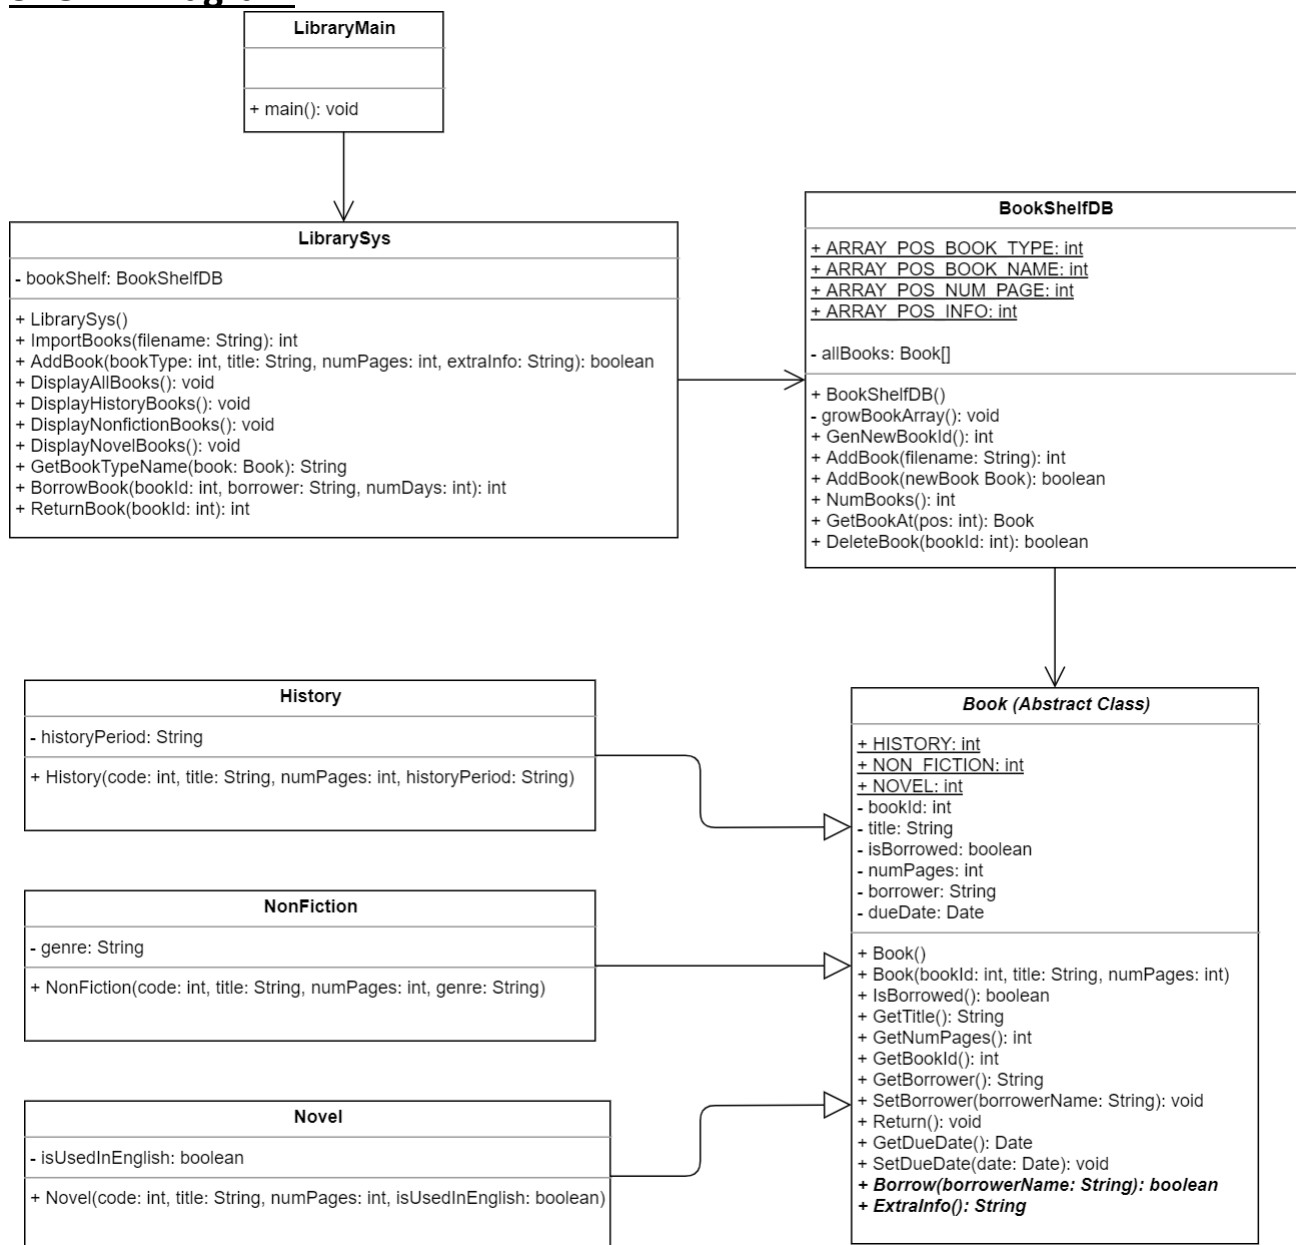 LibraryMain
+ main(): void
LibrarySys
- bookShelf: BookShelfDB
+ LibrarySys()
+ ImportBooks(filename: String): int
+ AddBook(bookType: int, title: String, numPages: int, extraInfo: String): boolean
+ DisplayAllBooks(): void
+ DisplayHistoryBooks(): void
+ DisplayNonfictionBooks(): void
+ DisplayNovelBooks(): void
+ GetBookTypeName(book: Book): String
+ BorrowBook(bookId: int, borrower: String, numDays: int): int
+ ReturnBook(bookId: int): int
BookShelfDB
+ ARRAY_POS_BOOK_TYPE: int
+ ARRAY_POS_BOOK_NAME: int
+ ARRAY_POS_NUM_PAGE: int
+ ARRAY_POS_INFO: int
- allBooks: Book[]
+ BookShelfDB()
- growBookArray(): void
+ GenNewBookId(): int
+ AddBook(filename: String): int
+ AddBook(newBook Book): boolean
+ NumBooks(): int
+ GetBookAt(pos: int): Book
+ DeleteBook(bookId: int): boolean
History
- historyPeriod: String
+ History(code: int, title: String, numPages: int, historyPeriod: String)
NonFiction
- genre: String
+ NonFiction(code: int, title: String, numPages: int, genre: String)
Novel
- isUsedInEnglish: boolean
+ Novel(code: int, title: String, numPages: int, isUsedInEnglish: boolean)
Book (Abstract Class)
+ HISTORY: int
+ NON_FICTION: int
+ NOVEL: int
- bookId: int
- title: String
- isBorrowed: boolean
- numPages: int
- borrower: String
- dueDate: Date
+ Book()
+ Book(bookId: int, title: String, numPages: int)
+ IsBorrowed(): boolean
+ GetTitle(): String
+ GetNumPages(): int
+ GetBookId(): int
+ GetBorrower(): String
+ SetBorrower(borrowerName: String): void
+ Return(): void
+ GetDueDate(): Date
+ SetDueDate(date: Date): void
+ Borrow(borrowerName: String): boolean
+ ExtraInfo(): String